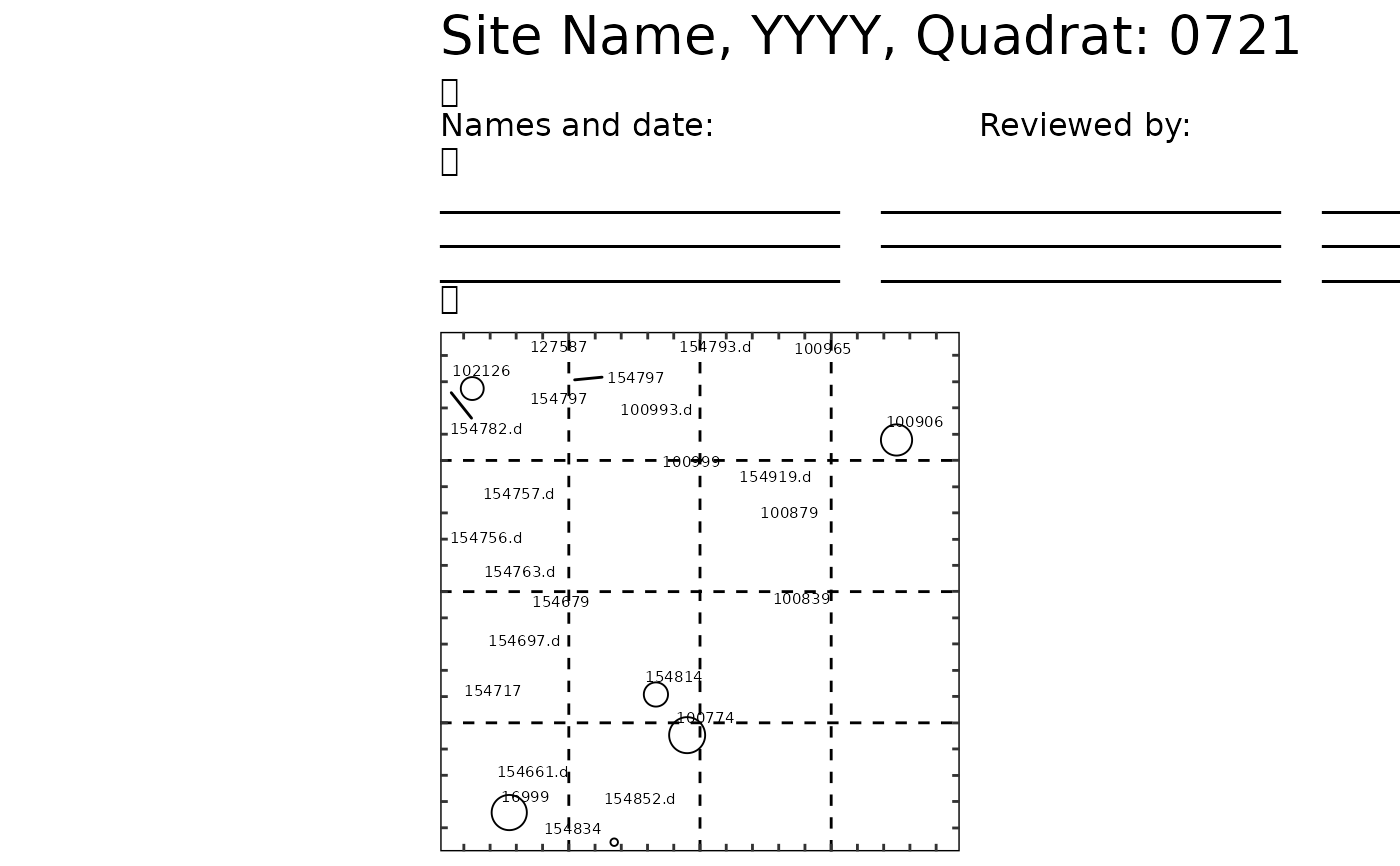 Site Name, YYYY, Quadrat: 0721
Names and date: Reviewed by:
127587 154793.d 100965
102126
154797
154797
100993.d
154782.d
100906
100999
154919.d
154757.d
100879
154756.d
154763.d
154679
100839
154697.d
154814
154717
100774
154661.d
16999
154852.d
154834